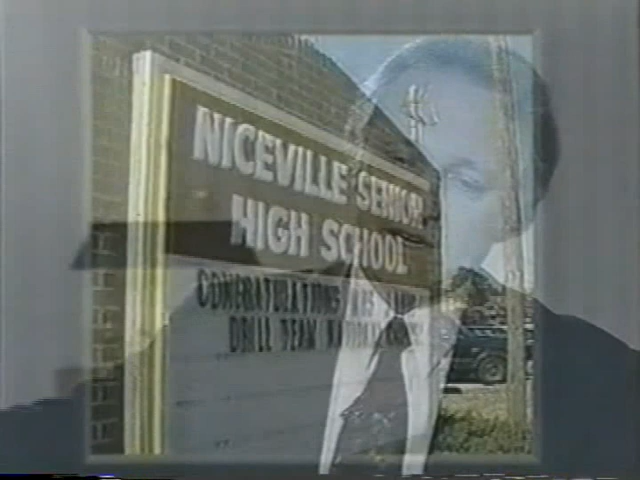 NICEVILLE SENIOR
HIGH SCHOOL
CONGRATULATIONS
DRILL TEAM